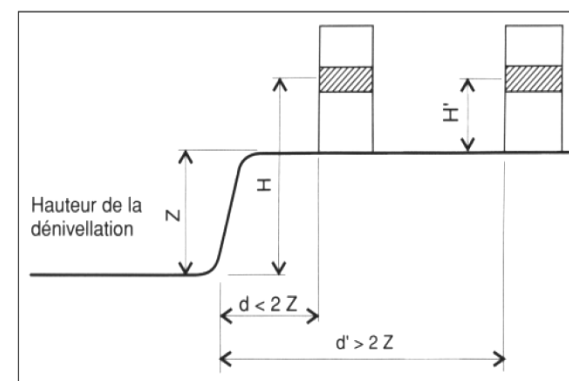 Hauteur de la
dénivellation
Z
H
H'
d < 2 Z
d' > 2 Z